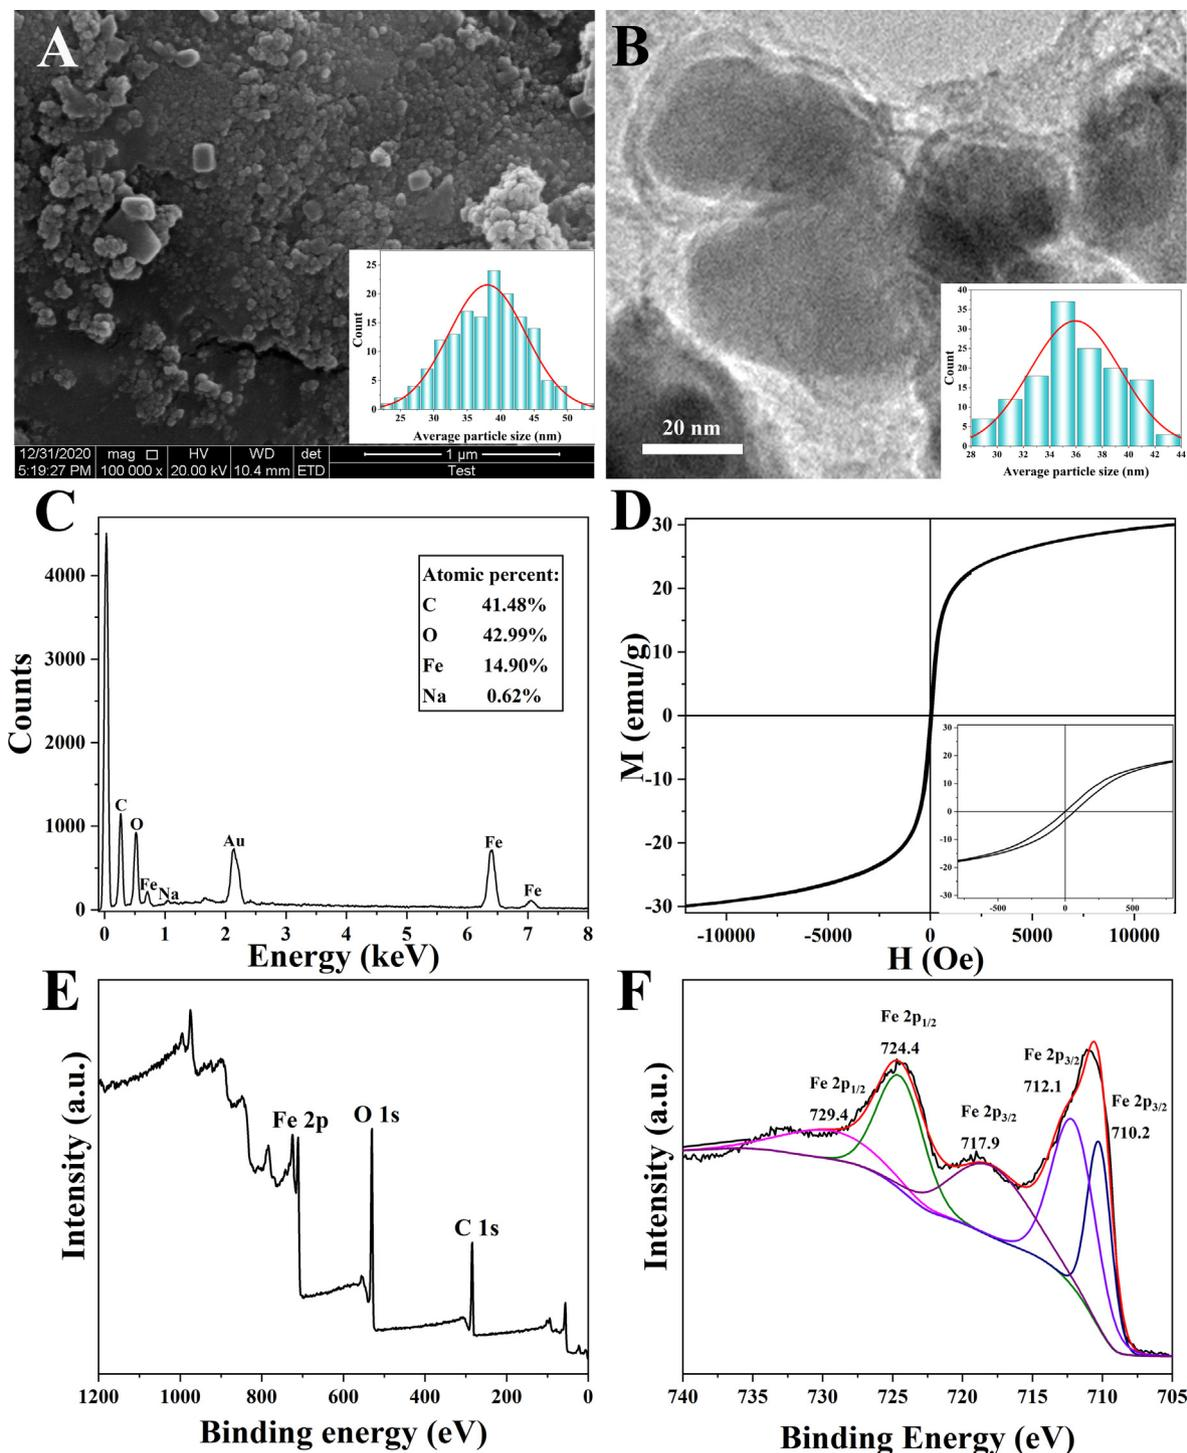 A
25
20
15
10
5
0
Count
25 30 35 40 45 50
Average particle size (nm)
12/31/2020 mag HV WD det
5:19:27 PM 100 000 x 20.00 kV 10.4 mm ETD
1 µm
Test
B
20 nm
40
35
30
25
20
15
10
5
0
Count
28 30 32 34 36 38 40 42 44
Average particle size (nm)
C
4000
3000
2000
1000
0
Counts
Atomic percent:
C 41.48%
O 42.99%
Fe 14.90%
Na 0.62%
C
O
Fe
Na
Au
Fe
Fe
0 1 2 3 4 5 6 7 8
Energy (keV)
D
30
20
10
0
-10
-20
-30
M (emu/g)
30
20
10
0
-10
-20
-30
-500 0 500
-10000 -5000 0 5000 10000
H (Oe)
E
Intensity (a.u.)
Fe 2p
O 1s
C 1s
1200 1000 800 600 400 200 0
Binding energy (eV)
F
Intensity (a.u.)
Fe 2p1/2
724.4
Fe 2p1/2
729.4
Fe 2p3/2
717.9
Fe 2p3/2
712.1
Fe 2p3/2
710.2
740 735 730 725 720 715 710 705
Binding Energy (eV)